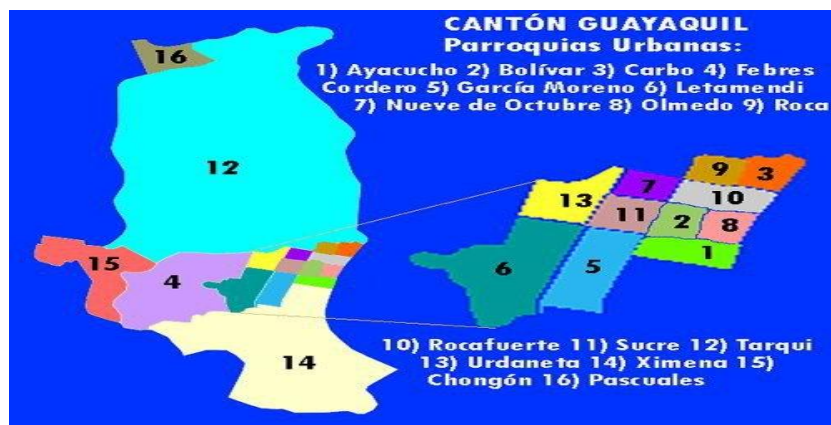 CANTÓN GUAYAQUIL
Parroquias Urbanas:
1) Ayacucho 2) Bolívar 3) Carbo 4) Febres
Cordero 5) García Moreno 6) Letamendi
7) Nueve de Octubre 8) Olmedo 9) Roca
16
12
15
4
14
9
3
7
10
13
11
2
8
1
6
5
10) Rocafuerte 11) Sucre 12) Tarqui
13) Urdaneta 14) Ximena 15)
Chongón 16) Pascuales